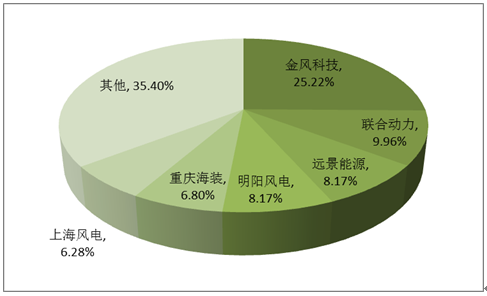 金风科技,
25.22%
联合动力,
9.96%
远景能源,
8.17%
明阳风电,
8.17%
重庆海装,
6.80%
上海风电,
6.28%
其他, 35.40%